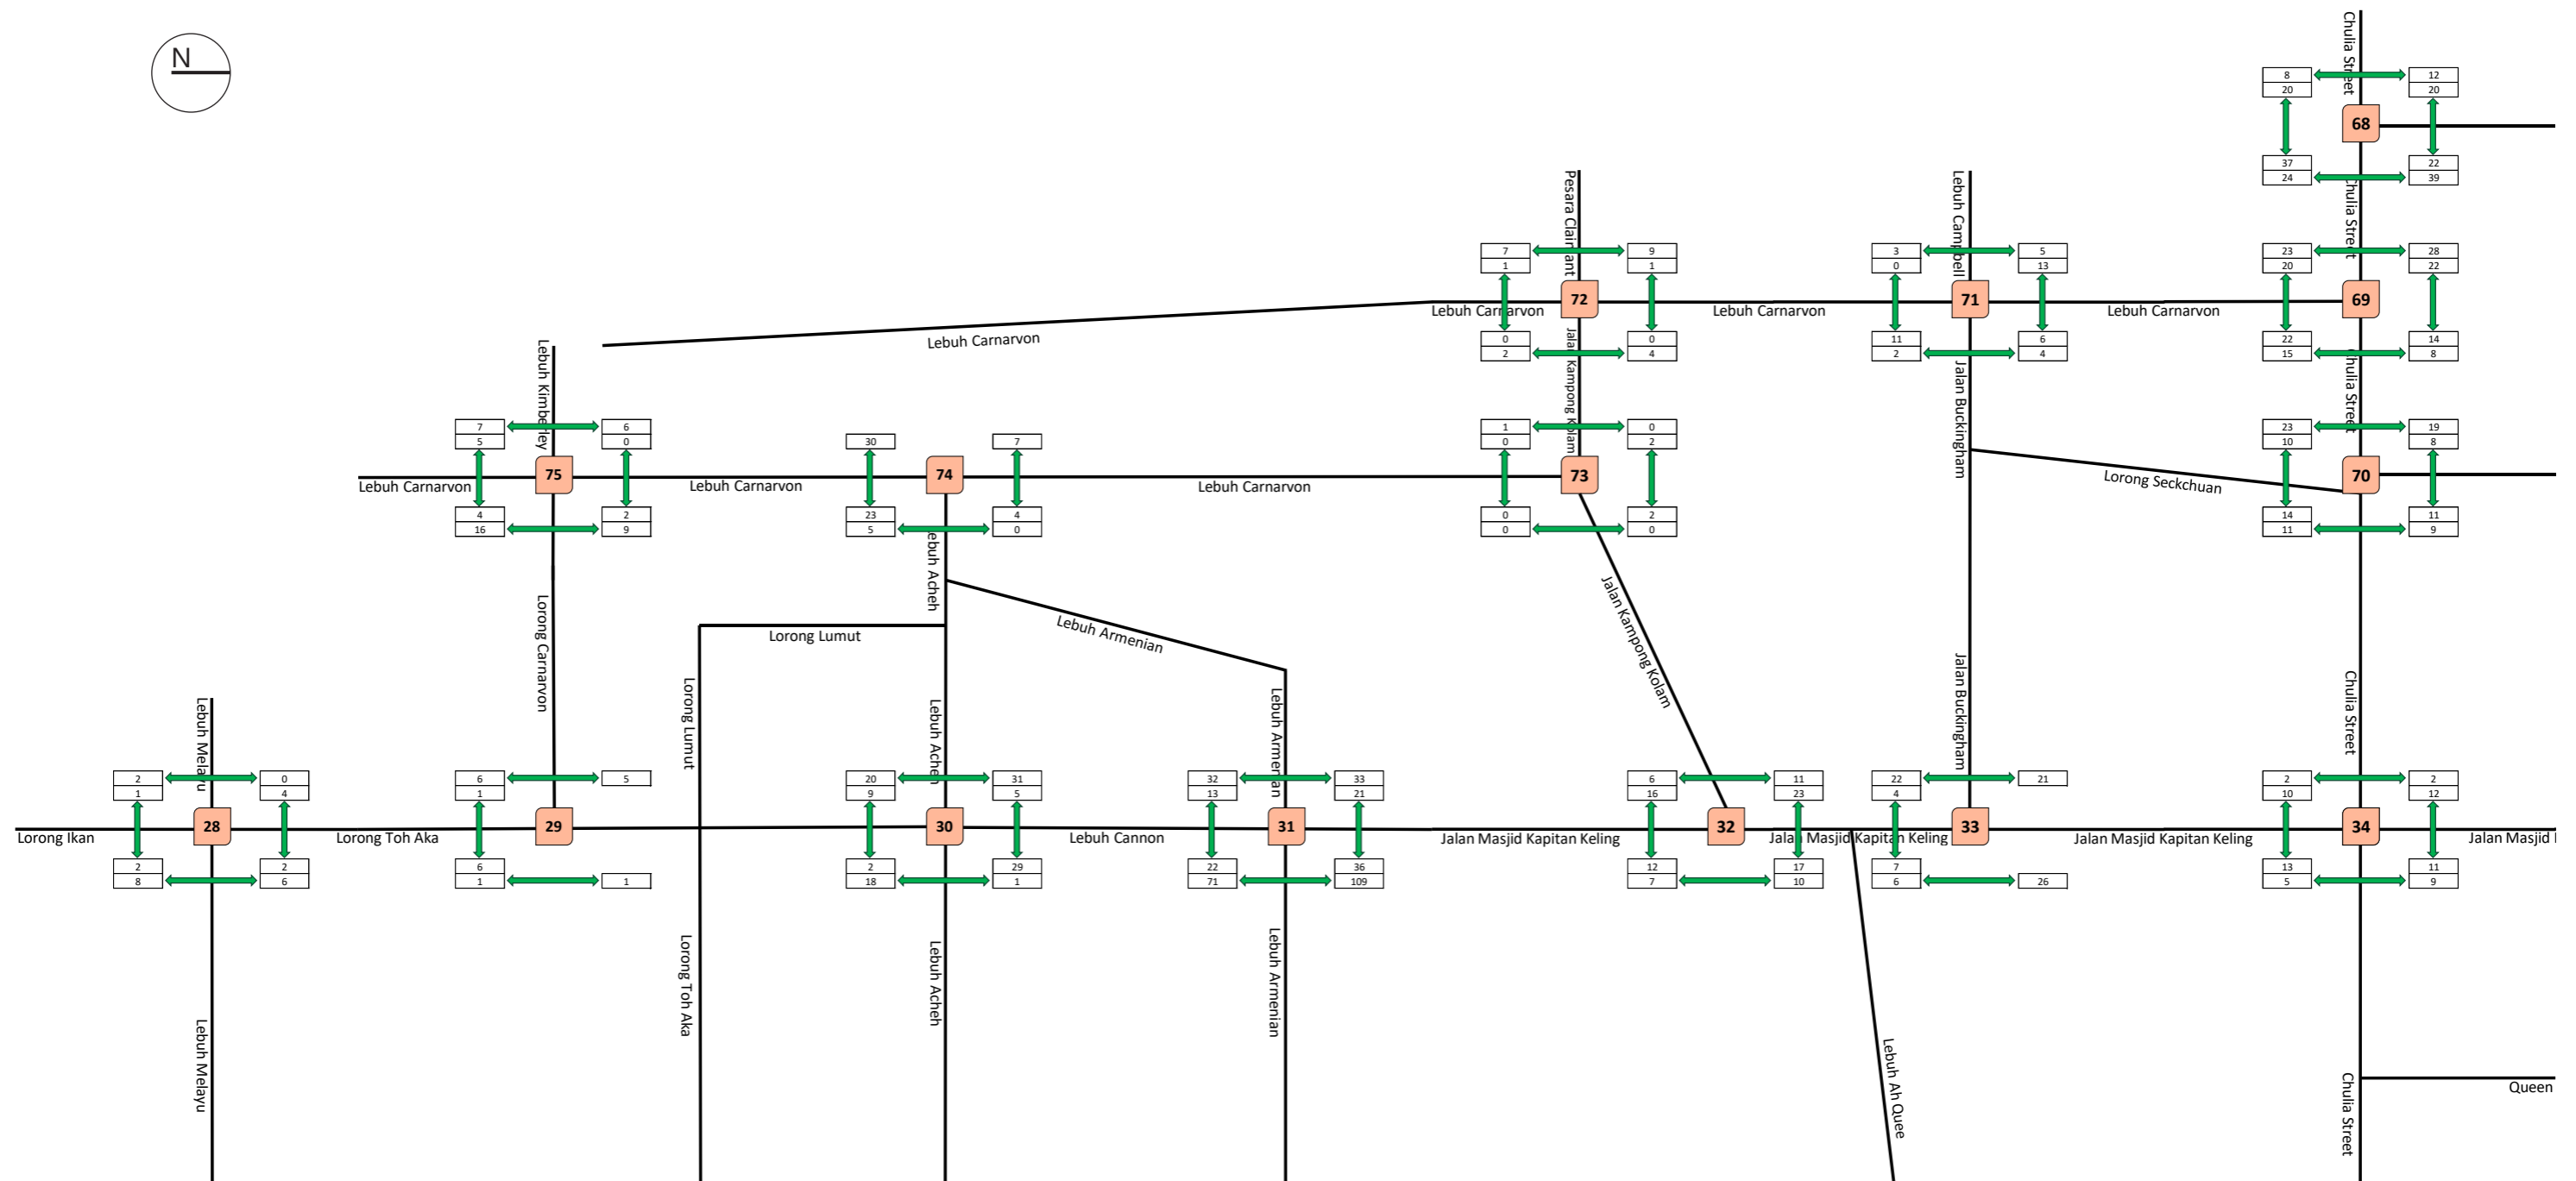 N
Chulia Street
8 12
20 20
68
37 22
24 39
Chulia Street
Pesara Claimant
Lebuh Campbell
7 9
1 1
3 5
0 13
23 28
20 22
72
71
69
Lebuh Carnarvon
Lebuh Carnarvon
Lebuh Carnarvon
Lebuh Carnarvon
0 0
2 4
11 6
2 4
22 14
15 8
Jalan Kampong Kolam
Jalan Buckingham
Chulia Street
Lebuh Kimberley
7 6
5 0
30 7
1 0
0 2
23 19
10 8
75
74
73
70
Lebuh Carnarvon
Lebuh Carnarvon
Lebuh Carnarvon
Lorong Seckchuan
4 2
16 9
23 4
5 0
0 2
0 0
14 11
11 9
Lebuh Acheh
Lorong Carnarvon
Lorong Lumut
Lebuh Armenian
Jalan Kampong Kolam
Lebuh Melayu
Lorong Lumut
Lebuh Acheh
Lebuh Armenian
Jalan Buckingham
Chulia Street
2 0
1 4
6 5
1
20 31
9 5
32 33
13 21
6 11
16 23
22 21
4
2 2
10 12
28
29
30
31
32
33
34
Lorong Ikan
Lorong Toh Aka
Lebuh Cannon
Jalan Masjid Kapitan Keling
Jalan Masjid Kapitan Keling
Jalan Masjid Kapitan Keling
Jalan Masjid
2 2
8 6
6
1 1
2 29
18 1
22 36
71 109
12 17
7 10
7
6 26
13 11
5 9
Lebuh Melayu
Lorong Toh Aka
Lebuh Acheh
Lebuh Armenian
Lebuh Ah Quee
Chulia Street
Queen